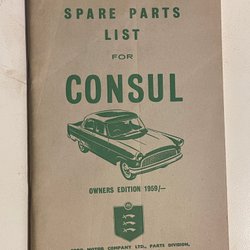 SPARE PARTS
LIST
FOR
CONSUL
OWNERS EDITION 1959/-
FORD MOTOR COMPANY LTD., PARTS DIVISION,